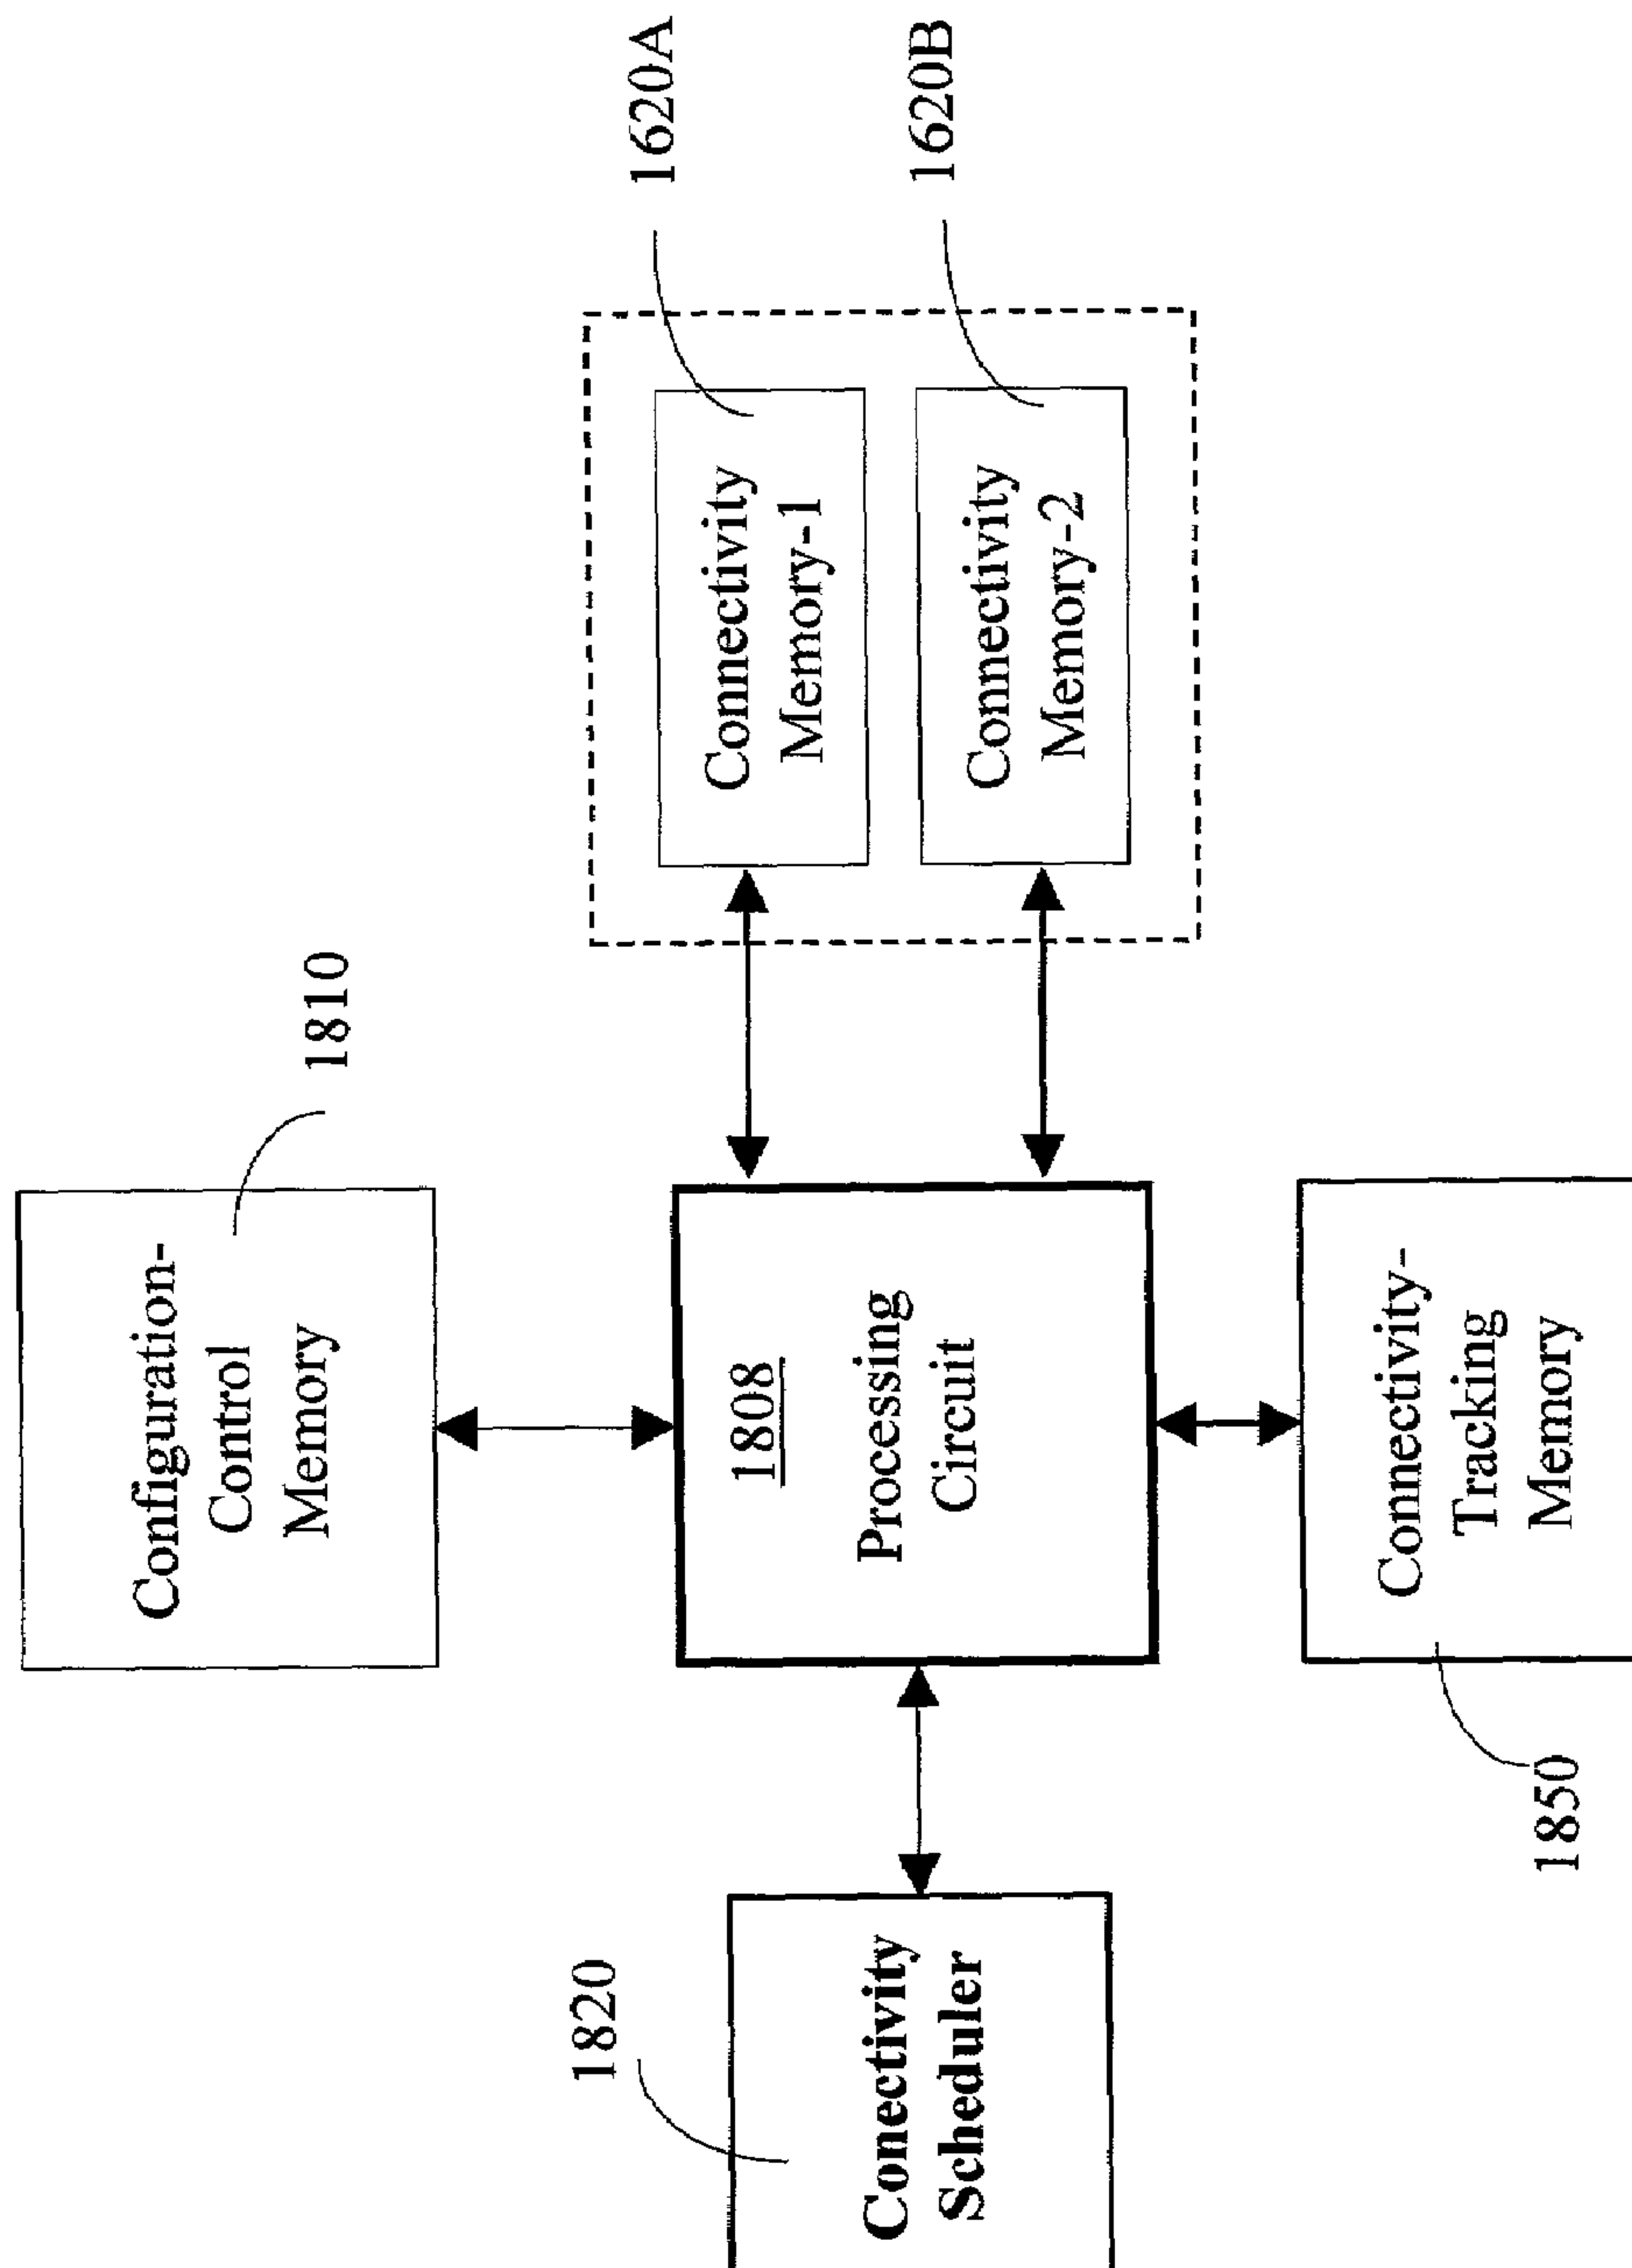 Configuration-
Control
Memory
1810
1820
Conectivity
Scheduler
1808
Processing
Circuit
Connectivity
Memory-1
1620A
Connectivity
Memory-2
1620B
Connectivity-
Tracking
Memory
1850